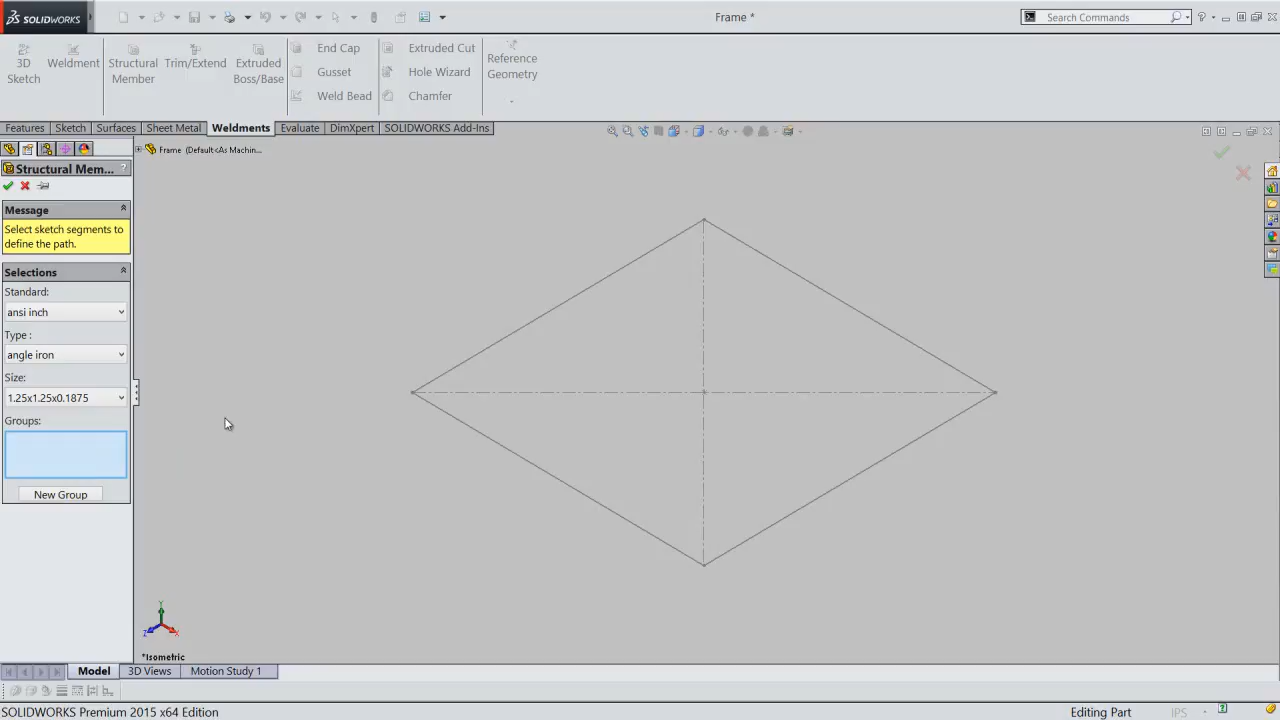 SOLIDWORKS
Frame *
Search Commands
3D Sketch
Weldment
Structural Member
Trim/Extend
Extruded Boss/Base
End Cap
Gusset
Weld Bead
Extruded Cut
Hole Wizard
Chamfer
Reference Geometry
Features Sketch Surfaces Sheet Metal Weldments Evaluate DimXpert SOLIDWORKS Add-Ins
Frame (Default<As Machin...
Structural Mem... ?
Message
Select sketch segments to
define the path.
Selections
Standard:
ansi inch
Type :
angle iron
Size:
1.25x1.25x0.1875
Groups:
New Group
Y
Z X
*Isometric
Model 3D Views Motion Study 1
SOLIDWORKS Premium 2015 x64 Edition
Editing Part
IPS